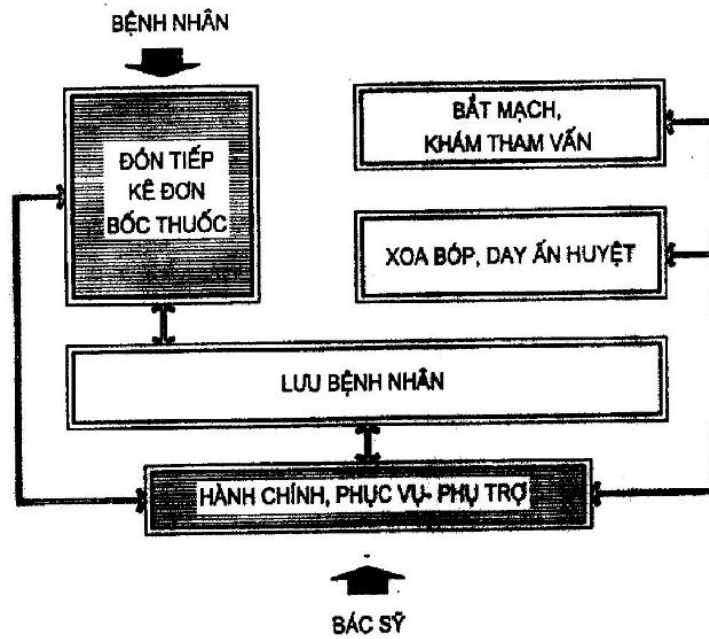 BỆNH NHÂN
ĐÓN TIẾP
KÊ ĐƠN
BỐC THUỐC
BẮT MẠCH,
KHÁM THAM VẤN
XOA BÓP, DAY ẤN HUYỆT
LƯU BỆNH NHÂN
HÀNH CHÍNH, PHỤC VỤ- PHỤ TRỢ
BÁC SỸ